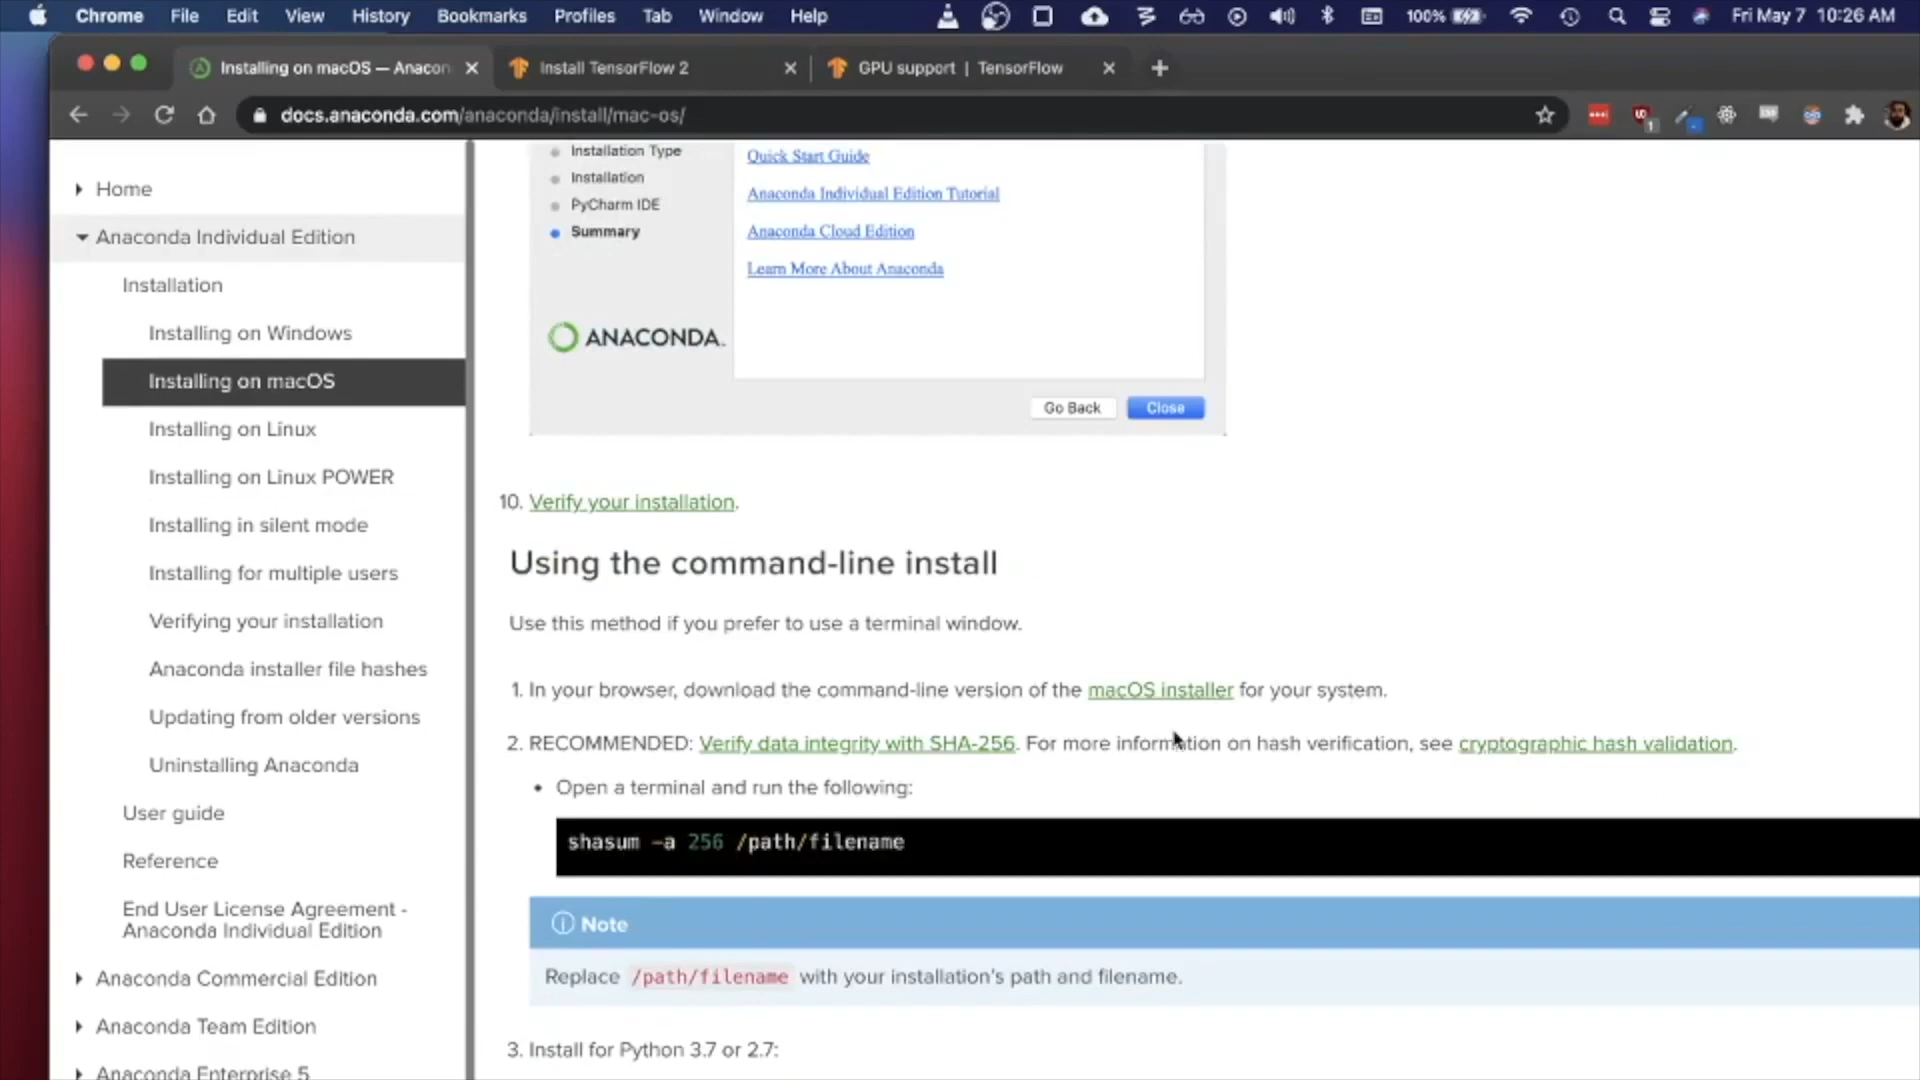 Chrome File Edit View History Bookmarks Profiles Tab Window Help 100% Fri May 7 10:26 AM
Installing on macOS — Anacon Install TensorFlow 2 GPU support | TensorFlow
docs.anaconda.com/anaconda/install/mac-os/
Home
Anaconda Individual Edition
Installation
Installing on Windows
Installing on macOS
Installing on Linux
Installing on Linux POWER
Installing in silent mode
Installing for multiple users
Verifying your installation
Anaconda installer file hashes
Updating from older versions
Uninstalling Anaconda
User guide
Reference
End User License Agreement -
Anaconda Individual Edition
Anaconda Commercial Edition
Anaconda Team Edition
Anaconda Enterprise 5
Installation Type
Installation
PyCharm IDE
Summary
ANACONDA.
Quick Start Guide
Anaconda Individual Edition Tutorial
Anaconda Cloud Edition
Learn More About Anaconda
Go Back Close
10. Verify your installation.
Using the command-line install
Use this method if you prefer to use a terminal window.
1. In your browser, download the command-line version of the macOS installer for your system.
2. RECOMMENDED: Verify data integrity with SHA-256. For more information on hash verification, see cryptographic hash validation.
• Open a terminal and run the following:
shasum -a 256 /path/filename
Note
Replace /path/filename with your installation's path and filename.
3. Install for Python 3.7 or 2.7: